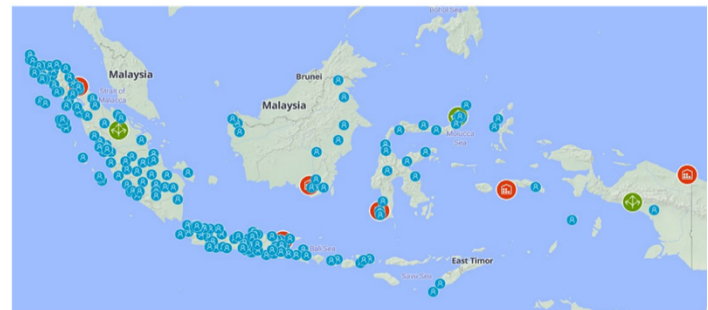 Malaysia
Strait of
Malacca
Brunei
Malaysia
Molucca
Sea
Bali Sea
East Timor
Savu Sea